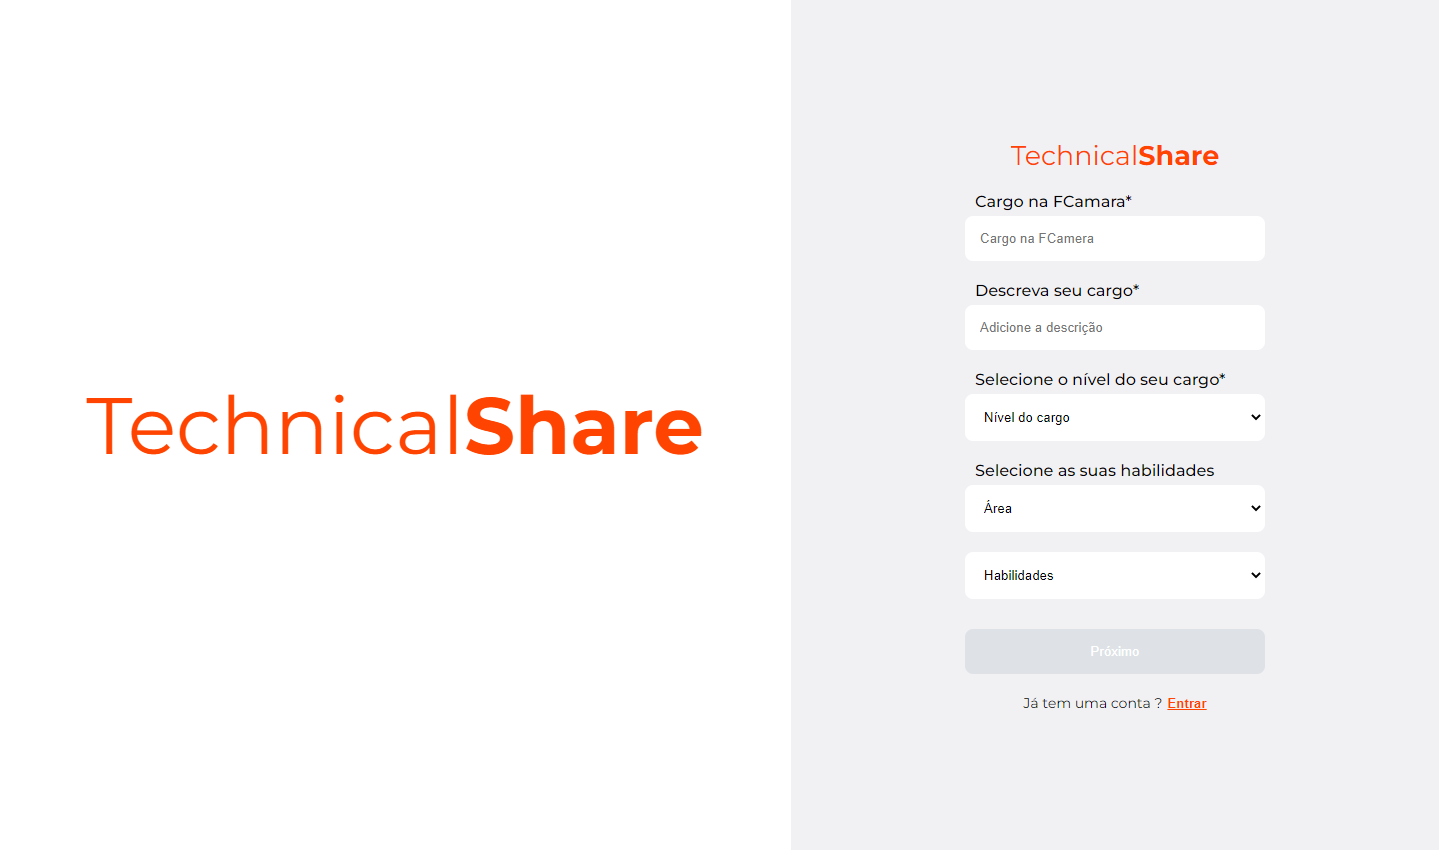 TechnicalShare
TechnicalShare
Cargo na FCamara*
Cargo na FCamera
Descreva seu cargo*
Adicione a descrição
Selecione o nível do seu cargo*
Nível do cargo
Selecione as suas habilidades
Área
Habilidades
Próximo
Já tem uma conta ? Entrar